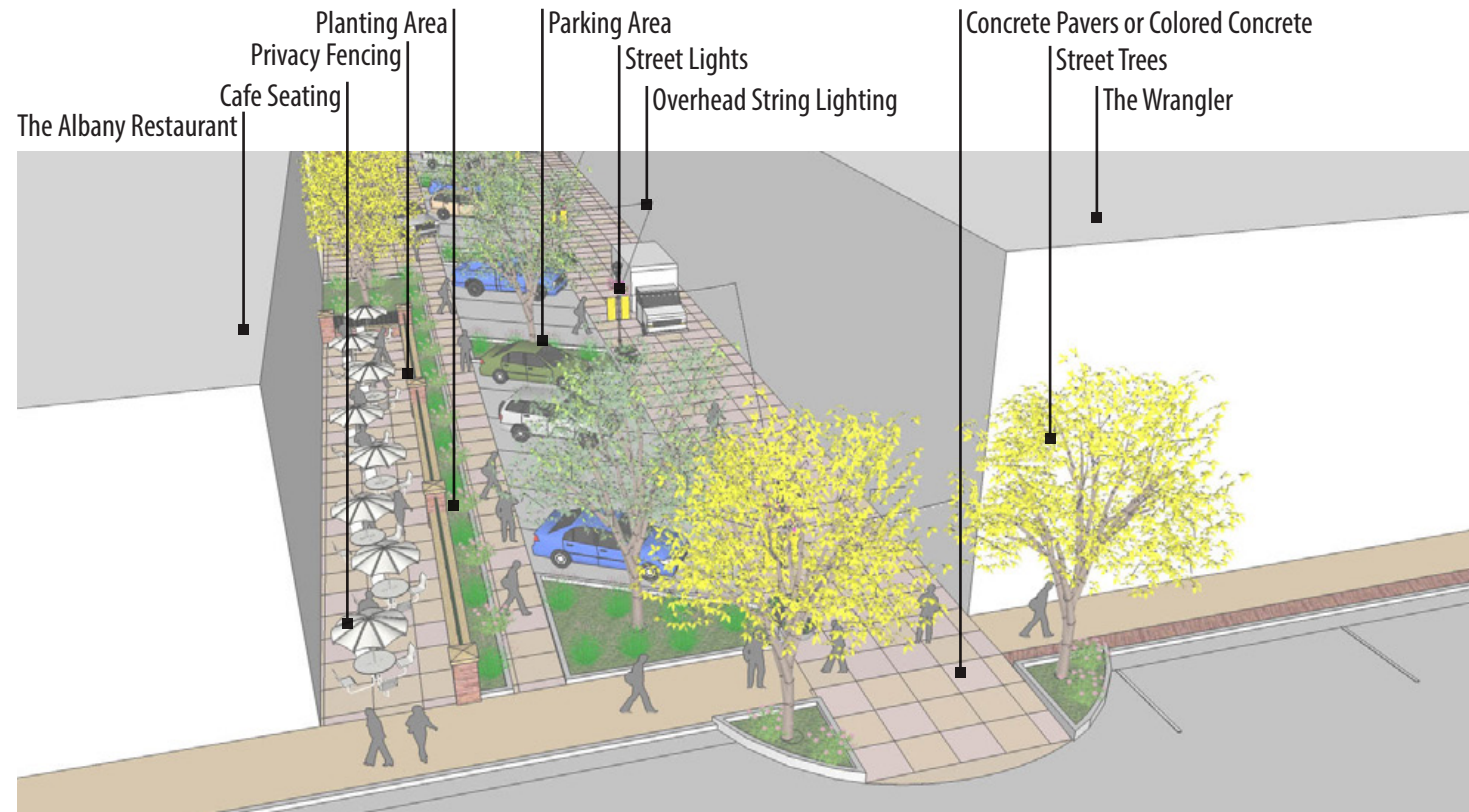 Planting Area
Parking Area
Concrete Pavers or Colored Concrete
Privacy Fencing
Street Lights
Street Trees
Cafe Seating
Overhead String Lighting
The Wrangler
The Albany Restaurant